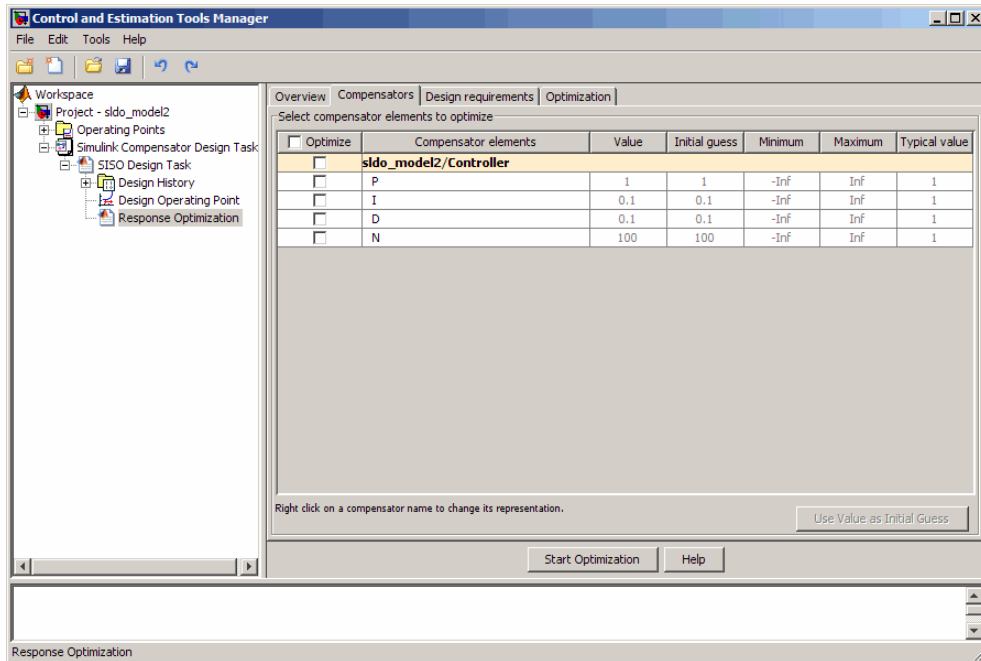 Control and Estimation Tools Manager
File Edit Tools Help
Workspace
Project - sldo_model2
Operating Points
Simulink Compensator Design Task
SISO Design Task
Design History
Design Operating Point
Response Optimization
Overview Compensators Design requirements Optimization
Select compensator elements to optimize
Optimize Compensator elements Value Initial guess Minimum Maximum Typical value
sldo_model2/Controller
P 1 1 -Inf Inf 1
I 0.1 0.1 -Inf Inf 1
D 0.1 0.1 -Inf Inf 1
N 100 100 -Inf Inf 1
Right click on a compensator name to change its representation.
Use Value as Initial Guess
Start Optimization Help
Response Optimization